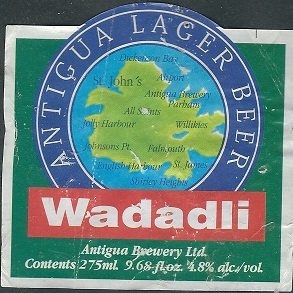 ANTIGUA LAGER BEER
Dickenson Bay
St. John's
Airport
Antigua Brewery
Parham
All Saints
Jolly Harbour
Willikies
Johnsons Pt.
Falmouth
English Harbour
St. James
Shirley Heights
Wadadli
Antigua Brewery Ltd.
Contents 275ml. 9.68 fl.oz. 4.8% alc./vol.